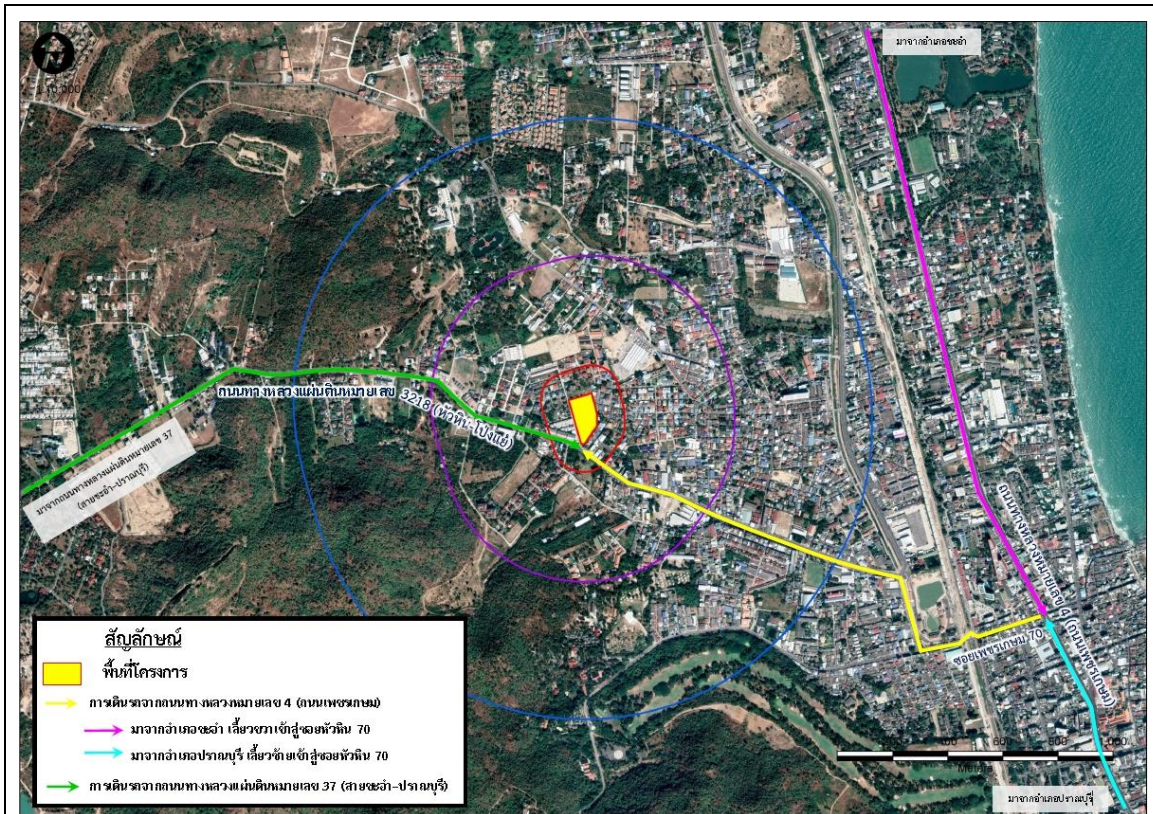 มาจากอำเภอชะอำ
1:10,000
ถนนทางหลวงแผ่นดินหมายเลข 3218 (หัวหิน-โป่งแย้)
มาจากถนนทางหลวงแผ่นดินหมายเลข 37
(สายชะอำ-ปราณบุรี)
ถนนทางหลวงหมายเลข 4 (ถนนเพชรเกษม)
ซอยเพชรเกษม 70
สัญลักษณ์
พื้นที่โครงการ
การเดินรถจากถนนทางหลวงหมายเลข 4 (ถนนเพชรเกษม)
มาจากอำเภอชะอำ เลี้ยวขวาเข้าสู่ซอยหัวหิน 70
มาจากอำเภอปราณบุรี เลี้ยวซ้ายเข้าสู่ซอยหัวหิน 70
การเดินรถจากถนนทางหลวงแผ่นดินหมายเลข 37 (สายชะอำ-ปราณบุรี)
600 800 1,000
Meters
มาจากอำเภอปราณบุรี